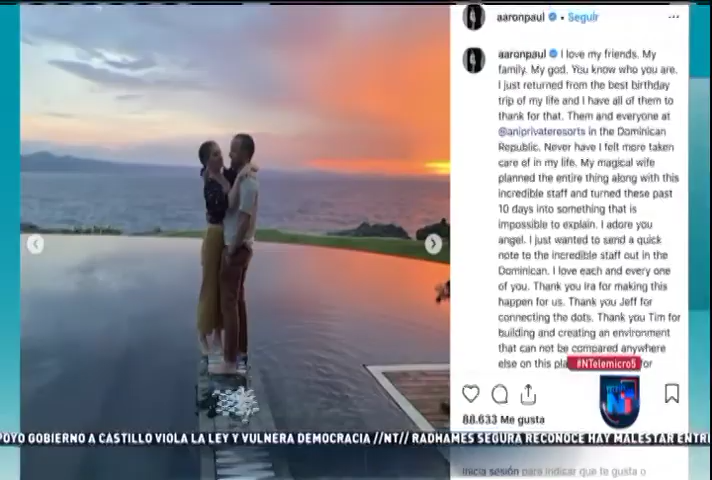 aaronpaul • Seguir
aaronpaul I love my friends. My
family. My god. You know who you are.
I just returned from the best birthday
trip of my life and I have all of them to
thank for that. Them and everyone at
@aniprivateresorts in the Dominican
Republic. Never have I felt more taken
care of in my life. My magical wife
planned the entire thing along with this
incredible staff and turned these past
10 days into something that is
impossible to explain. I adore you
angel. I just wanted to send a quick
note to the incredible staff out in the
Dominican. I love each and every one
of you. Thank you Ira for making this
happen for us. Thank you Jeff for
connecting the dots. Thank you Tim for
building and creating an environment
that can not be compared anywhere
else on this pla
#NTelemicro5
or
NT
88.633 Me gusta
POYO GOBIERNO A CASTILLO VIOLA LA LEY Y VULNERA DEMOCRACIA //NT// RADHAMES SEGURA RECONOCE HAY MALESTAR ENTR
Inicia sesión para indicar que te gusta o